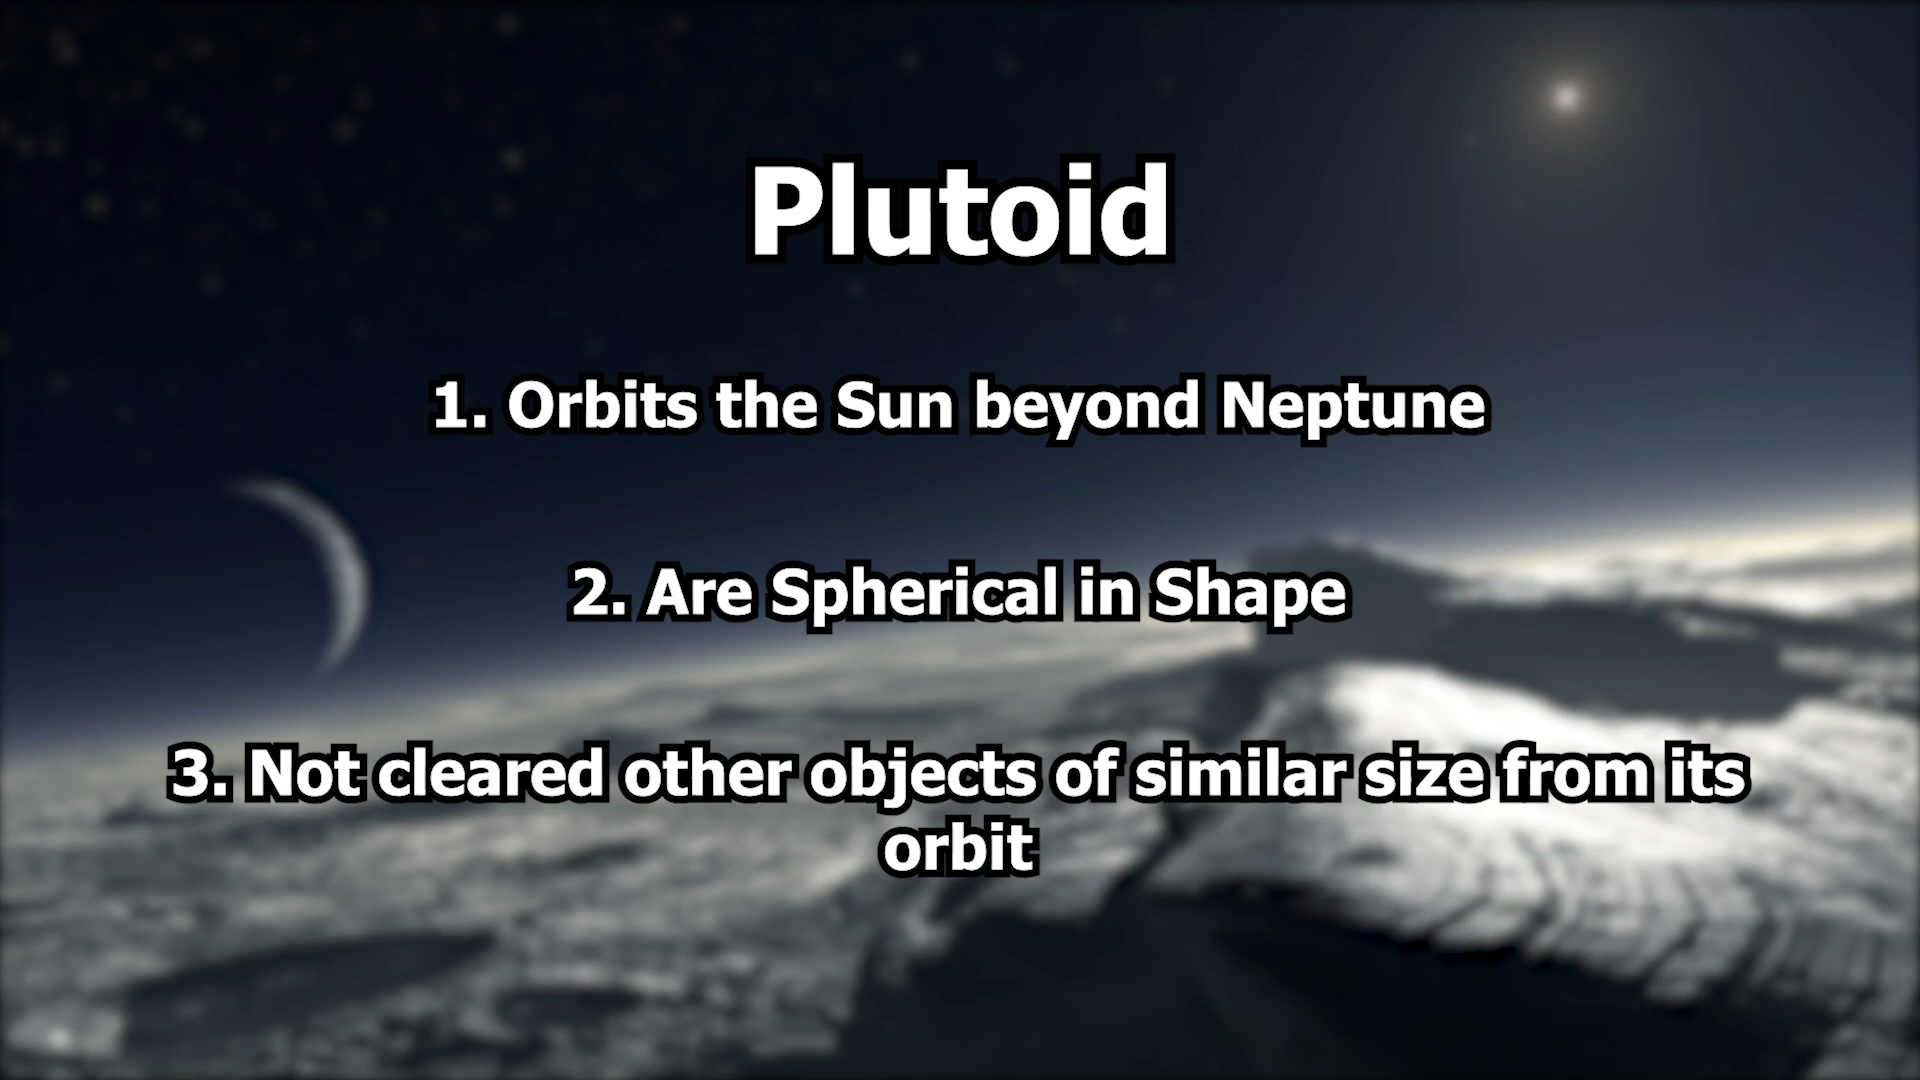 Plutoid
1. Orbits the Sun beyond Neptune
2. Are Spherical in Shape
3. Not cleared other objects of similar size from its
orbit